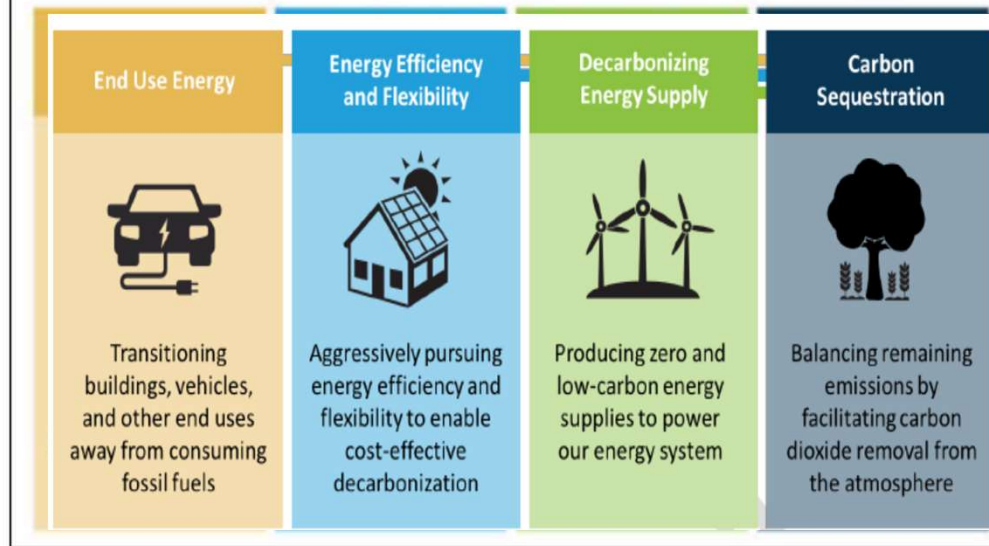 End Use Energy
Transitioning
buildings, vehicles,
and other end uses
away from consuming
fossil fuels
Energy Efficiency
and Flexibility
Aggressively pursuing
energy efficiency and
flexibility to enable
cost-effective
decarbonization
Decarbonizing
Energy Supply
Producing zero and
low-carbon energy
supplies to power
our energy system
Carbon
Sequestration
Balancing remaining
emissions by
facilitating carbon
dioxide removal from
the atmosphere